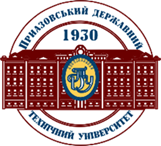 ПРИАЗОВСЬКИЙ ДЕРЖАВНИЙ
1930
ТЕХНІЧНИЙ УНІВЕРСИТЕТ